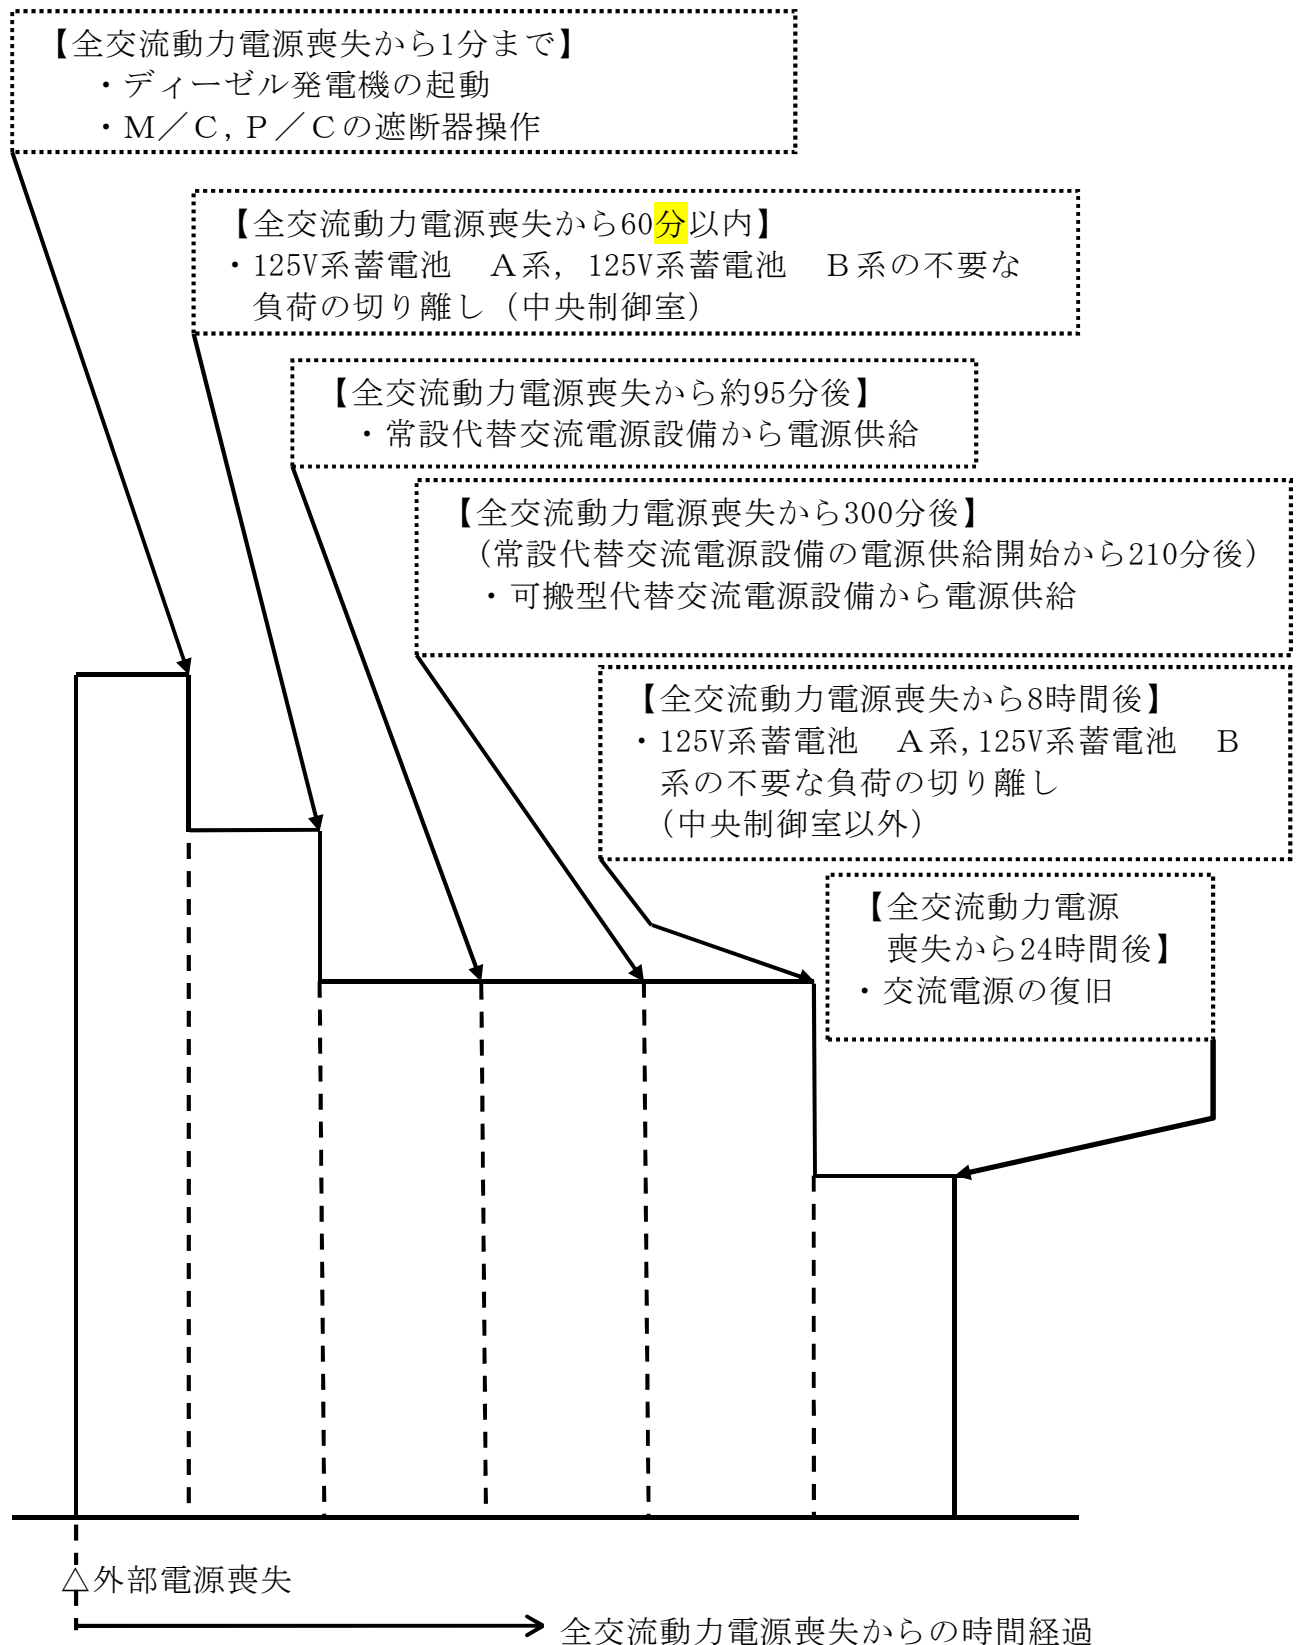 【全交流動力電源喪失から1分まで】
・ディーゼル発電機の起動
・M／C, P／Cの遮断器操作
【全交流動力電源喪失から60分以内】
・125V系蓄電池　A系, 125V系蓄電池　B系の不要な
負荷の切り離し（中央制御室）
【全交流動力電源喪失から約95分後】
・常設代替交流電源設備から電源供給
【全交流動力電源喪失から300分後】
（常設代替交流電源設備の電源供給開始から210分後）
・可搬型代替交流電源設備から電源供給
【全交流動力電源喪失から8時間後】
・125V系蓄電池　A系, 125V系蓄電池　B
系の不要な負荷の切り離し
（中央制御室以外）
【全交流動力電源
喪失から24時間後】
・交流電源の復旧
△外部電源喪失
全交流動力電源喪失からの時間経過